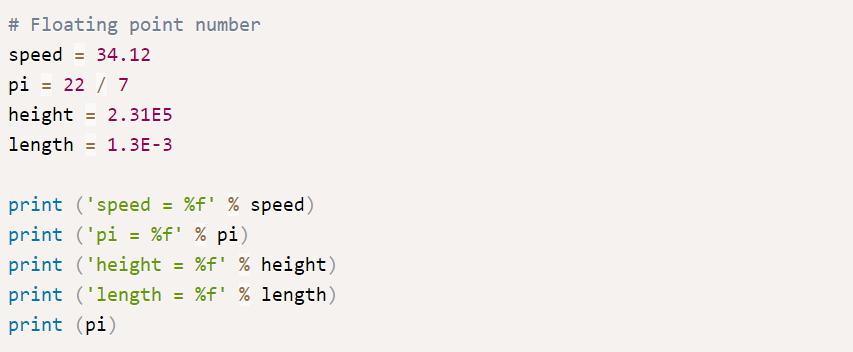 # Floating point number
speed = 34.12
pi = 22 / 7
height = 2.31E5
length = 1.3E-3

print ('speed = %f' % speed)
print ('pi = %f' % pi)
print ('height = %f' % height)
print ('length = %f' % length)
print (pi)